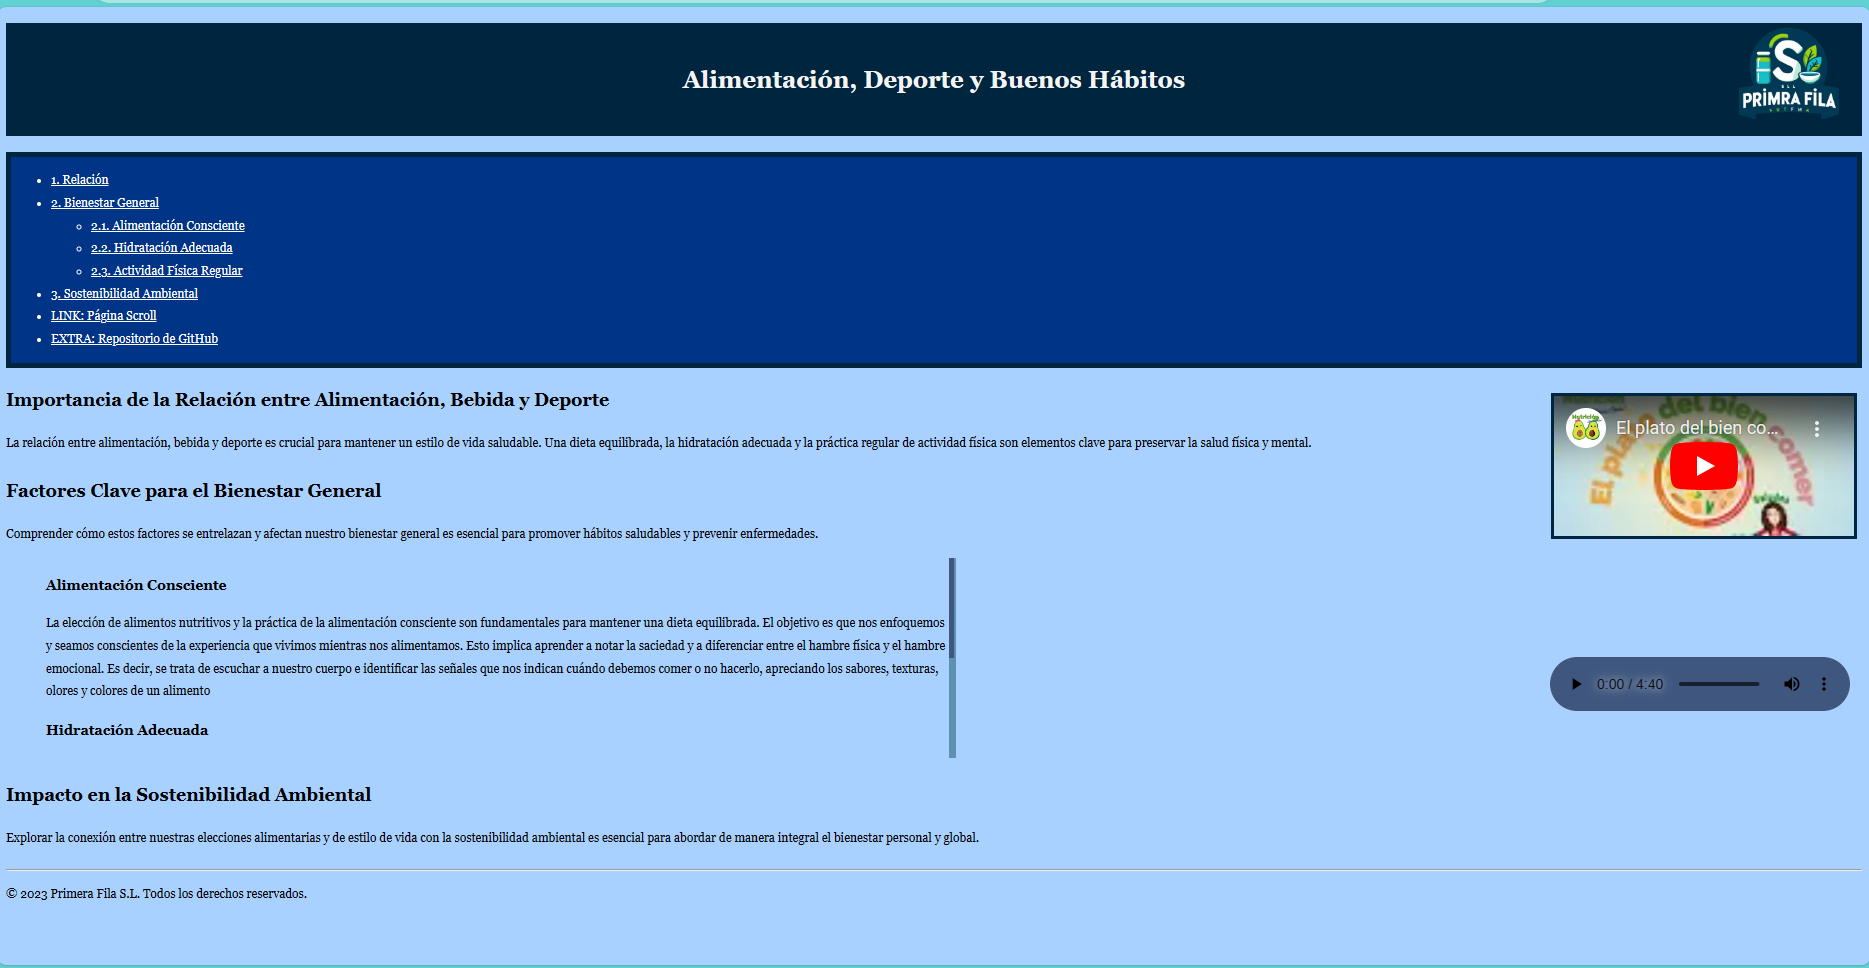 Alimentación, Deporte y Buenos Hábitos
S
SLL
PRİMRA FİLA
1. Relación
2. Bienestar General
2.1. Alimentación Consciente
2.2. Hidratación Adecuada
2.3. Actividad Física Regular
3. Sostenibilidad Ambiental
LINK: Página Scroll
EXTRA: Repositorio de GitHub
Importancia de la Relación entre Alimentación, Bebida y Deporte
La relación entre alimentación, bebida y deporte es crucial para mantener un estilo de vida saludable. Una dieta equilibrada, la hidratación adecuada y la práctica regular de actividad física son elementos clave para preservar la salud física y mental.
Nutrición
El plato del bien co...
El plato del bien comer
Factores Clave para el Bienestar General
Comprender cómo estos factores se entrelazan y afectan nuestro bienestar general es esencial para promover hábitos saludables y prevenir enfermedades.
Alimentación Consciente
La elección de alimentos nutritivos y la práctica de la alimentación consciente son fundamentales para mantener una dieta equilibrada. El objetivo es que nos enfoquemos
y seamos conscientes de la experiencia que vivimos mientras nos alimentamos. Esto implica aprender a notar la saciedad y a diferenciar entre el hambre física y el hambre
emocional. Es decir, se trata de escuchar a nuestro cuerpo e identificar las señales que nos indican cuándo debemos comer o no hacerlo, apreciando los sabores, texturas,
olores y colores de un alimento
Hidratación Adecuada
0:00 / 4:40
Impacto en la Sostenibilidad Ambiental
Explorar la conexión entre nuestras elecciones alimentarias y de estilo de vida con la sostenibilidad ambiental es esencial para abordar de manera integral el bienestar personal y global.
© 2023 Primera Fila S.L. Todos los derechos reservados.